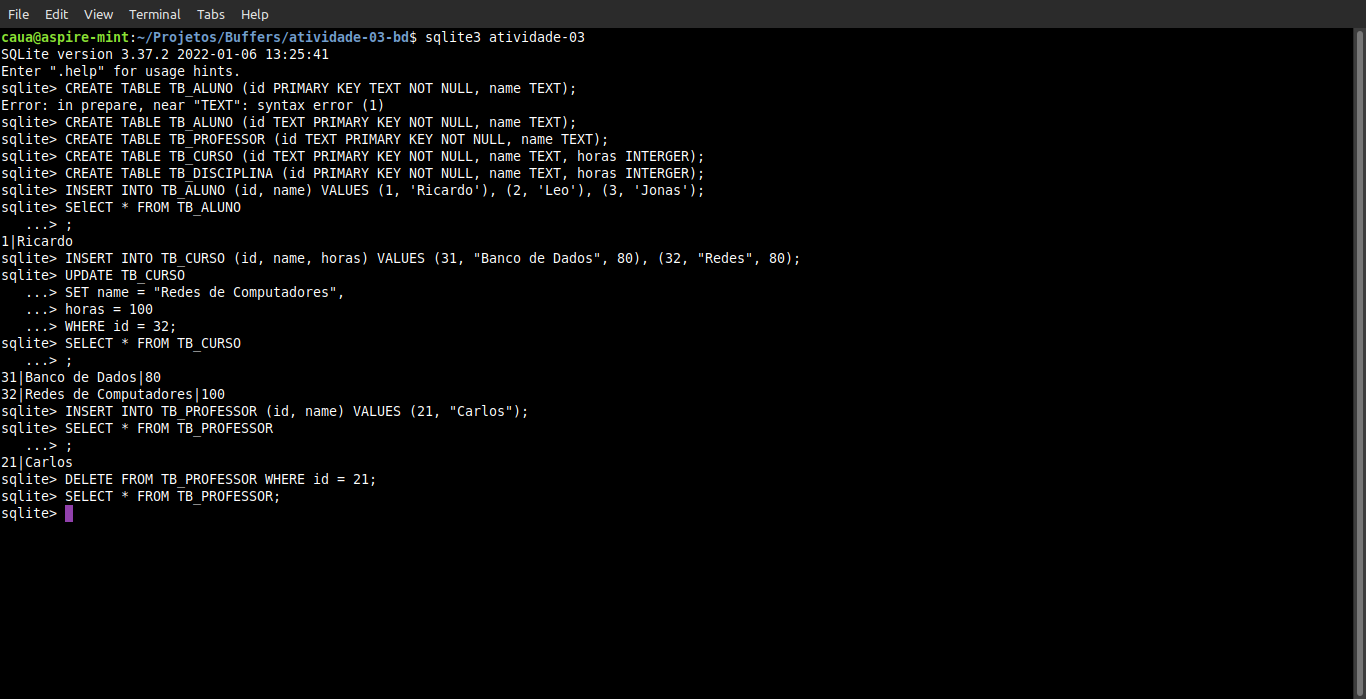 File Edit View Terminal Tabs Help
caua@aspire-mint:~/Projetos/Buffers/atividade-03-bd$ sqlite3 atividade-03
SQLite version 3.37.2 2022-01-06 13:25:41
Enter ".help" for usage hints.
sqlite> CREATE TABLE TB_ALUNO (id PRIMARY KEY TEXT NOT NULL, name TEXT);
Error: in prepare, near "TEXT": syntax error (1)
sqlite> CREATE TABLE TB_ALUNO (id TEXT PRIMARY KEY NOT NULL, name TEXT);
sqlite> CREATE TABLE TB_PROFESSOR (id TEXT PRIMARY KEY NOT NULL, name TEXT);
sqlite> CREATE TABLE TB_CURSO (id TEXT PRIMARY KEY NOT NULL, name TEXT, horas INTERGER);
sqlite> CREATE TABLE TB_DISCIPLINA (id PRIMARY KEY NOT NULL, name TEXT, horas INTERGER);
sqlite> INSERT INTO TB_ALUNO (id, name) VALUES (1, 'Ricardo'), (2, 'Leo'), (3, 'Jonas');
sqlite> SElECT * FROM TB_ALUNO
   ...> ;
1|Ricardo
sqlite> INSERT INTO TB_CURSO (id, name, horas) VALUES (31, "Banco de Dados", 80), (32, "Redes", 80);
sqlite> UPDATE TB_CURSO
   ...> SET name = "Redes de Computadores",
   ...> horas = 100
   ...> WHERE id = 32;
sqlite> SELECT * FROM TB_CURSO
   ...> ;
31|Banco de Dados|80
32|Redes de Computadores|100
sqlite> INSERT INTO TB_PROFESSOR (id, name) VALUES (21, "Carlos");
sqlite> SELECT * FROM TB_PROFESSOR
   ...> ;
21|Carlos
sqlite> DELETE FROM TB_PROFESSOR WHERE id = 21;
sqlite> SELECT * FROM TB_PROFESSOR;
sqlite>